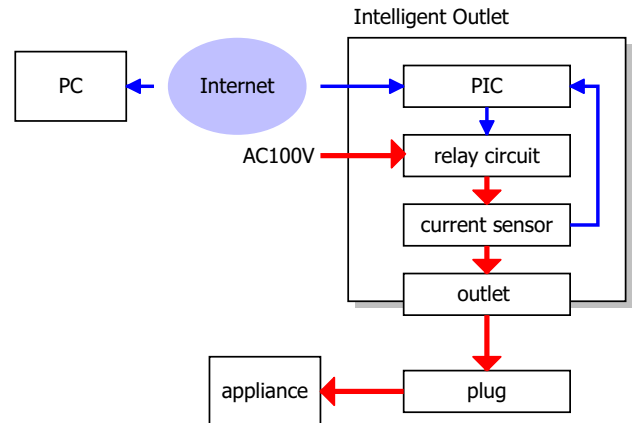 Intelligent Outlet
PC
Internet
PIC
AC100V
relay circuit
current sensor
outlet
appliance
plug